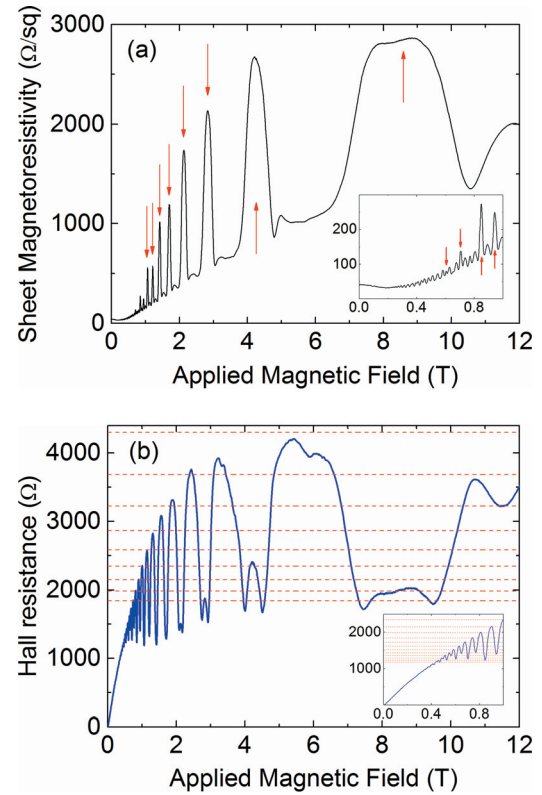 (a)
Sheet Magnetoresistivity (Ω/sq)
3000
2000
1000
0
0 2 4 6 8 10 12
Applied Magnetic Field (T)
200
100
0.0 0.4 0.8
(b)
Hall resistance (Ω)
4000
3000
2000
1000
0
0 2 4 6 8 10 12
Applied Magnetic Field (T)
2000
1000
0.0 0.4 0.8